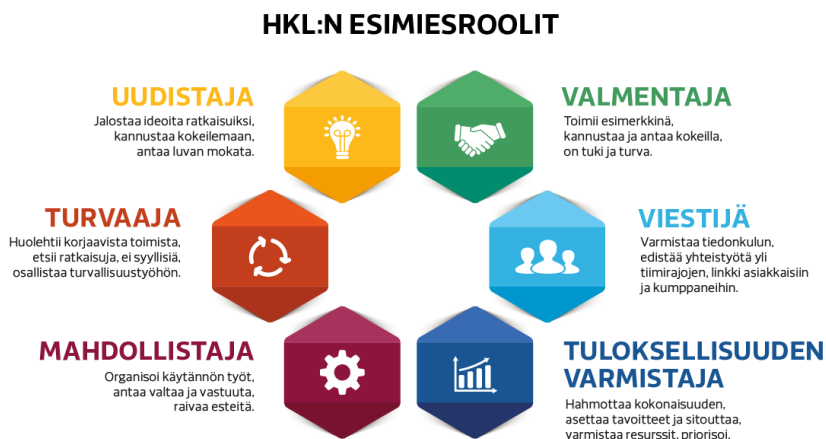 HKL:N ESIMIESROOLIT
UUDISTAJA
Jalostaa ideoita ratkaisuiksi,
kannustaa kokeilemaan,
antaa luvan mokata.
VALMENTAJA
Toimii esimerkkinä,
kannustaa ja antaa kokeilla,
on tuki ja turva.
TURVAAJA
Huolehtii korjaavista toimista,
etsii ratkaisuja, ei syyllisiä,
osallistaa turvallisuustyöhön.
VIESTIJÄ
Varmistaa tiedonkulun,
edistää yhteistyötä yli
tiimirajojen, linkki asiakkaisiin
ja kumppaneihin.
MAHDOLLISTAJA
Organisoi käytännön työt,
antaa valtaa ja vastuuta,
raivaa esteitä.
TULOKSELLISUUDEN
VARMISTAJA
Hahmottaa kokonaisuuden,
asettaa tavoitteet ja sitouttaa,
varmistaa resurssit, priorisoi.